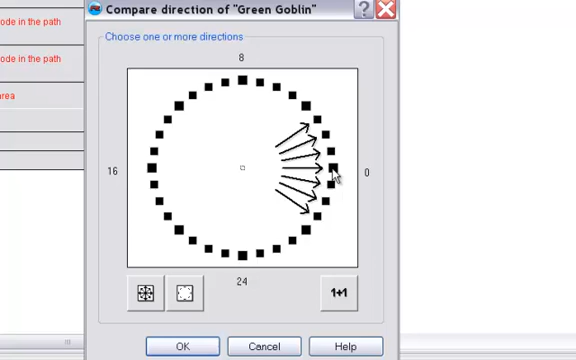 Compare direction of "Green Goblin"
ode in the path
ode in the path
area
Choose one or more directions
8
16
0
24
1+1
OK
Cancel
Help